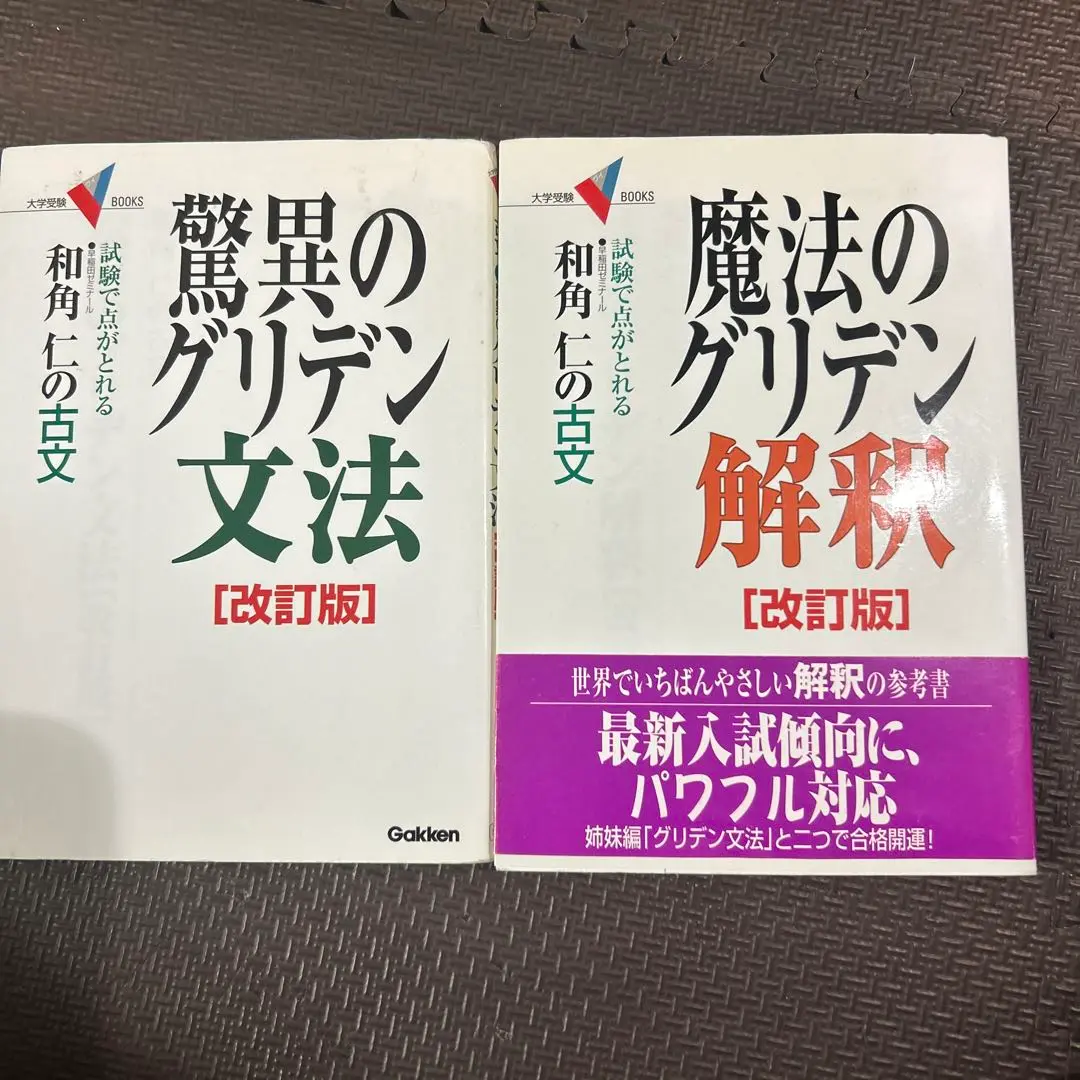 大学受験 V BOOKS
驚異の
グリデン
文法
[改訂版]
試験で点がとれる
●早稲田ゼミナール
和角 仁の古文
Gakken
大学受験 V BOOKS
魔法の
グリデン
解釈
[改訂版]
試験で点がとれる
●早稲田ゼミナール
和角 仁の古文
世界でいちばんやさしい解釈の参考書
最新入試傾向に、
パワフル対応
姉妹編「グリデン文法」と二つで合格開運!